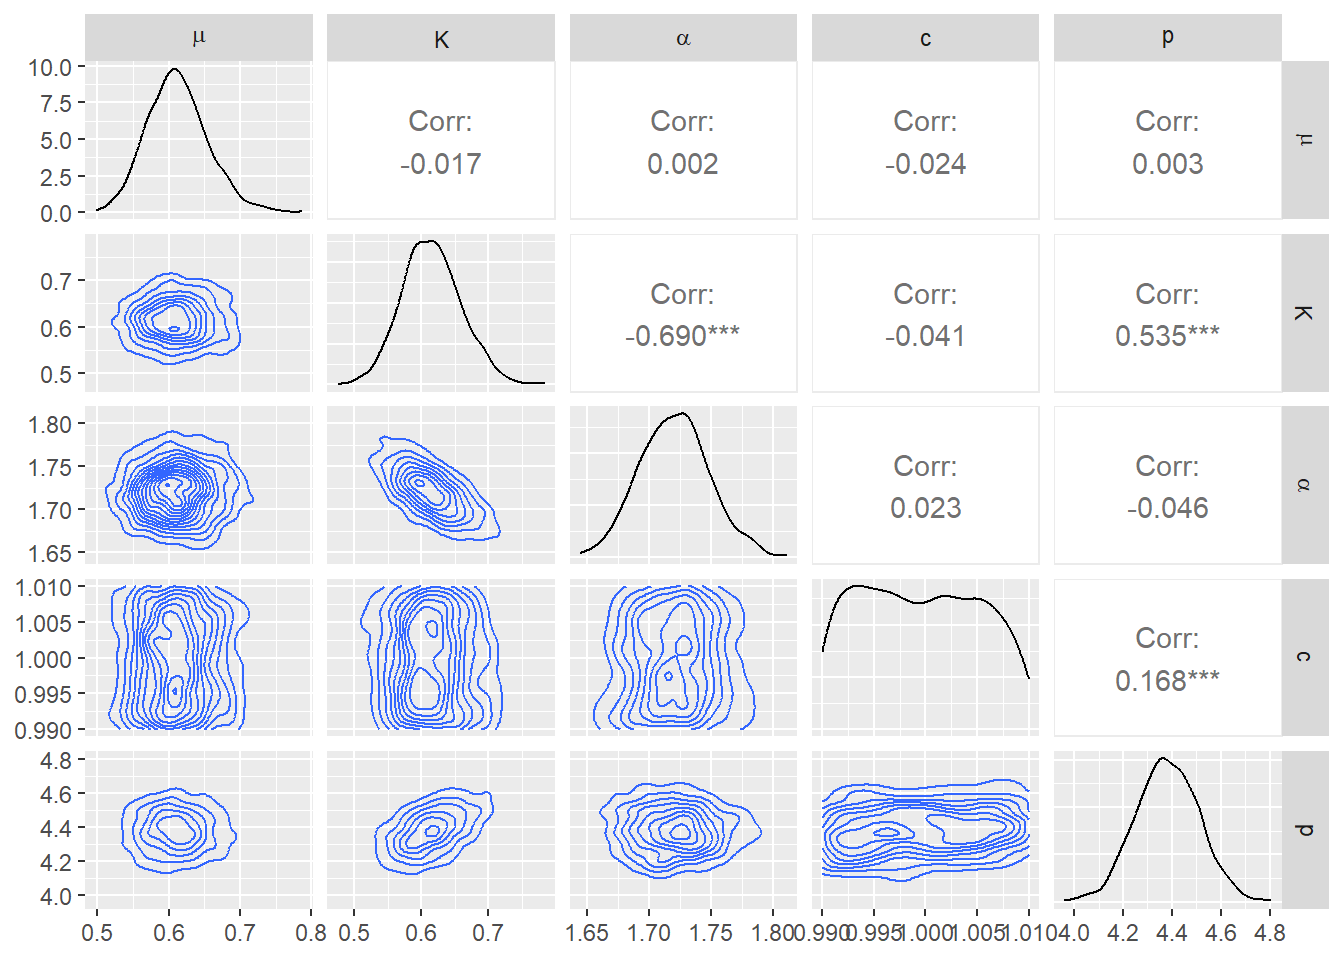 μ K α c p
10.0
7.5
5.0
2.5
0.0
Corr: Corr: Corr: Corr:
-0.017 0.002 -0.024 0.003
μ
0.7
0.6
0.5
Corr: Corr: Corr:
-0.690*** -0.041 0.535***
K
1.80
1.75
1.70
1.65
Corr: Corr:
0.023 -0.046
α
1.010
1.005
1.000
0.995
0.990
Corr:
0.168***
c
4.8
4.6
4.4
4.2
4.0
p
0.5 0.6 0.7 0.8 0.5 0.6 0.7 1.65 1.70 1.75 1.80 0.990 0.995 1.000 1.005 1.010 4.0 4.2 4.4 4.6 4.8